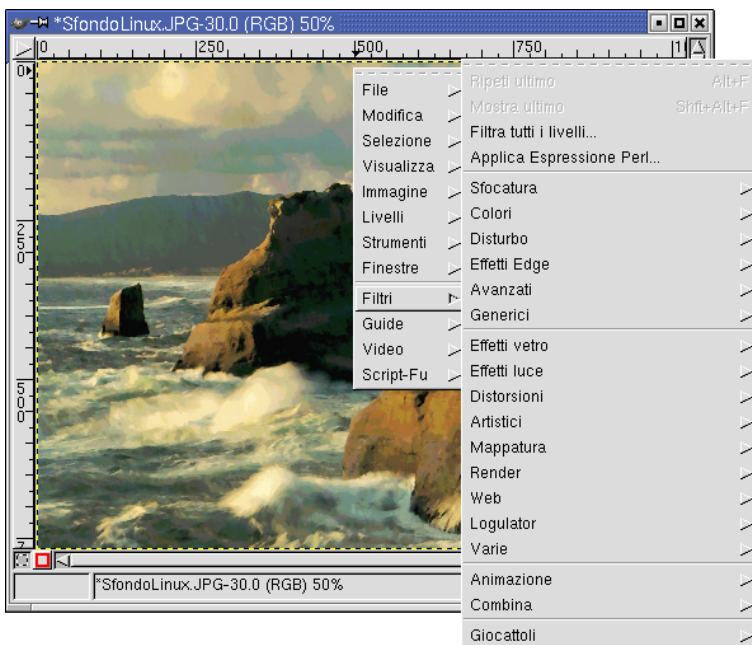 *SfondoLinux.JPG-30.0 (RGB) 50%
0 250 500 750
0
250
500
File
Modifica
Selezione
Visualizza
Immagine
Livelli
Strumenti
Finestre
Filtri
Guide
Video
Script-Fu
Ripeti ultimo Alt+F
Mostra ultimo Shft+Alt+F
Filtra tutti i livelli...
Applica Espressione Perl...
Sfocatura
Colori
Disturbo
Effetti Edge
Avanzati
Generici
Effetti vetro
Effetti luce
Distorsioni
Artistici
Mappatura
Render
Web
Logulator
Varie
Animazione
Combina
Giocattoli
*SfondoLinux.JPG-30.0 (RGB) 50%